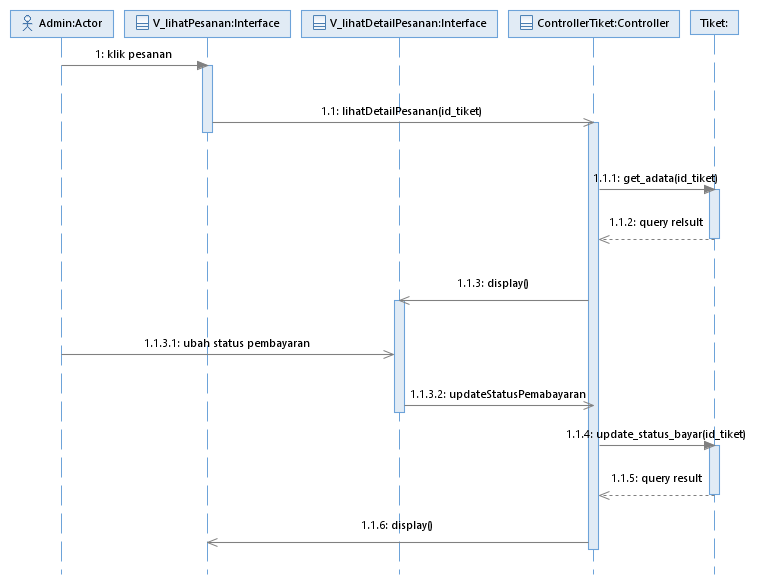 Admin:Actor
V_lihatPesanan:Interface
V_lihatDetailPesanan:Interface
ControllerTiket:Controller
Tiket:
1: klik pesanan
1.1: lihatDetailPesanan(id_tiket)
1.1.1: get_adata(id_tiket)
1.1.2: query relsult
1.1.3: display()
1.1.3.1: ubah status pembayaran
1.1.3.2: updateStatusPemabayaran
1.1.4: update_status_bayar(id_tiket)
1.1.5: query result
1.1.6: display()